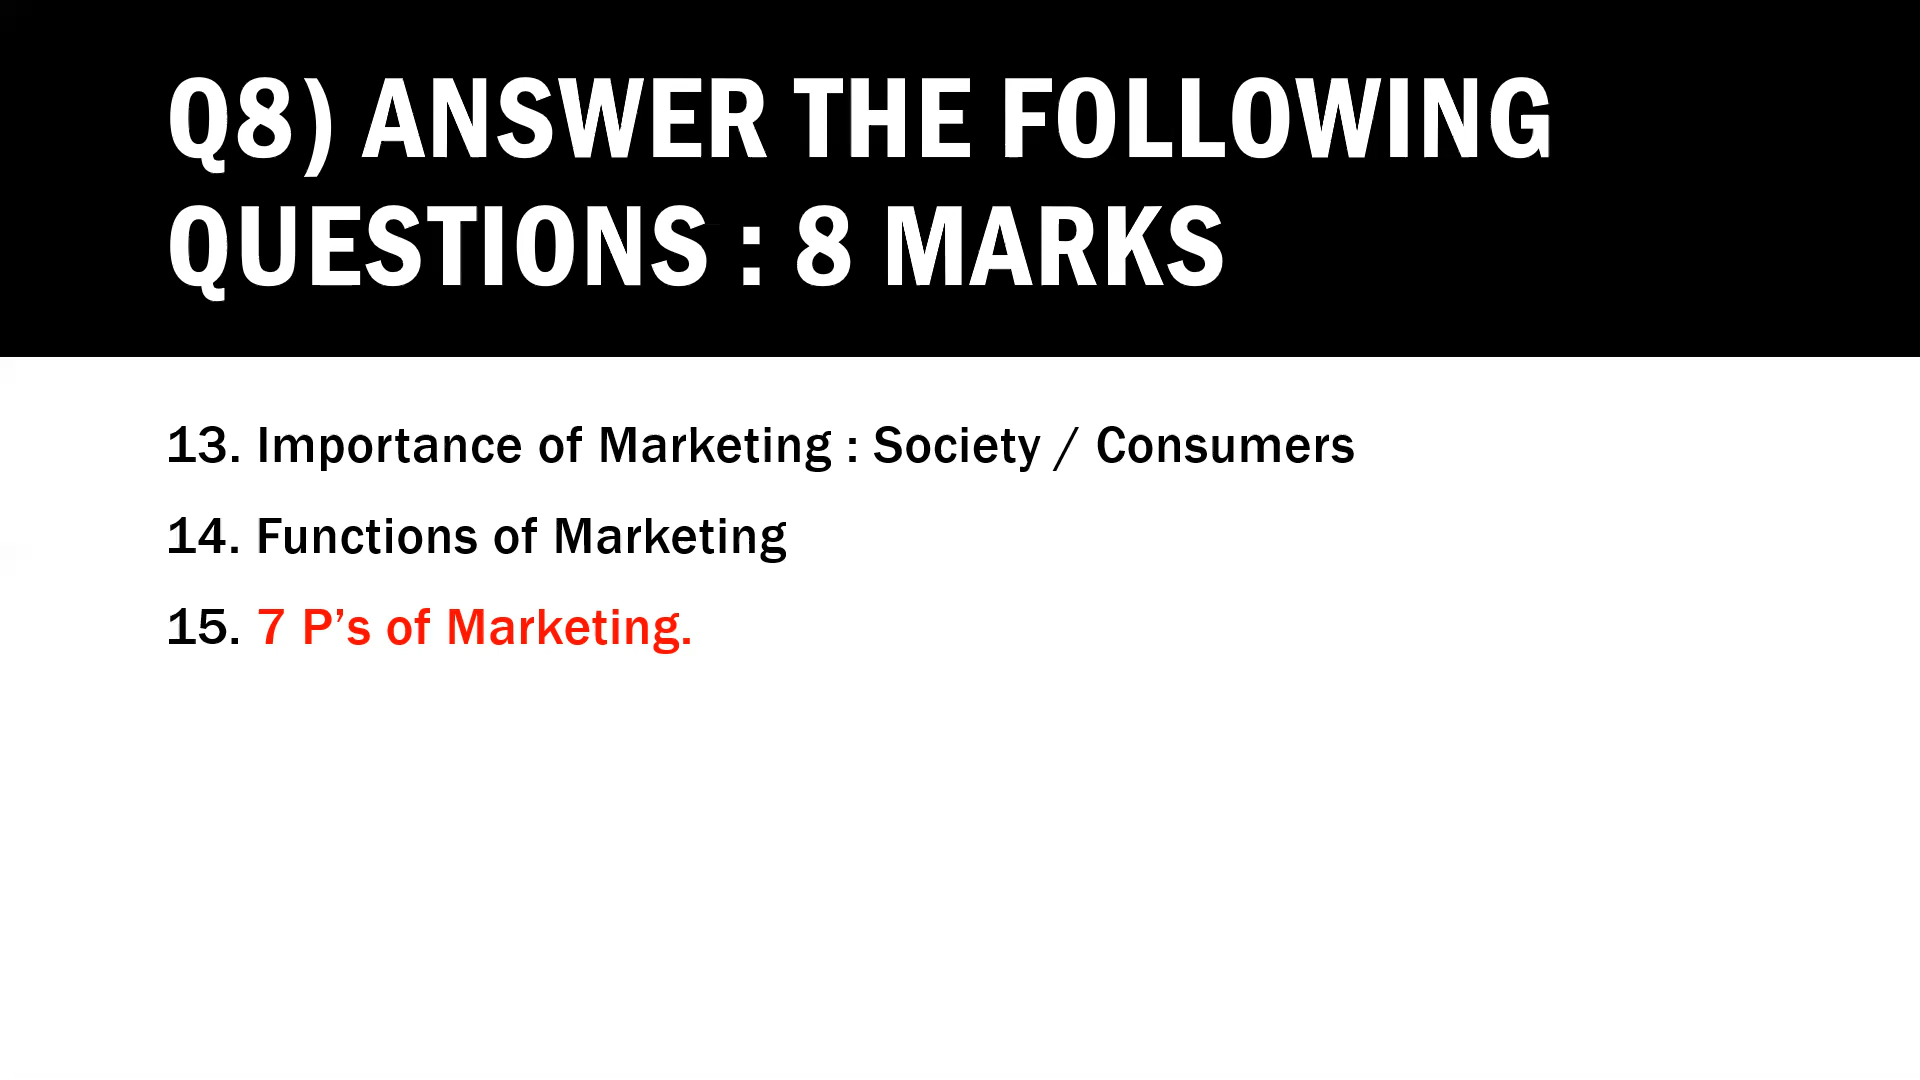 Q8) ANSWER THE FOLLOWING
QUESTIONS : 8 MARKS
13. Importance of Marketing : Society / Consumers
14. Functions of Marketing
15. 7 P’s of Marketing.